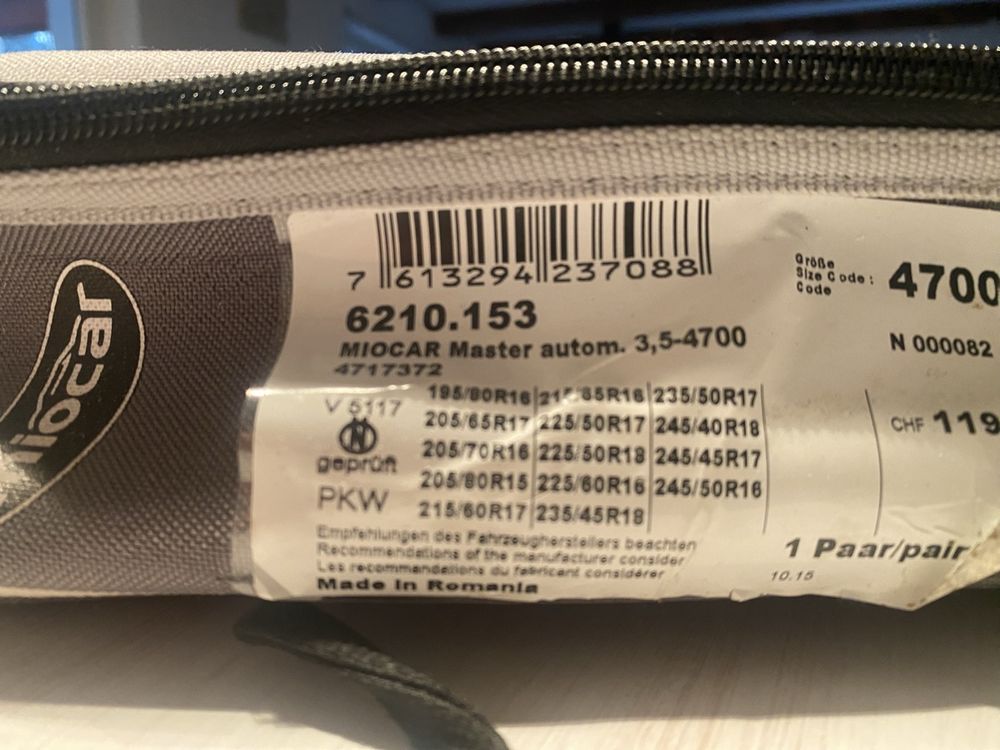 miocar
7 613294 237088
6210.153
MIOCAR Master autom. 3,5-4700
4717372
Größe
Size Code :
Code
4700
N 000082
V 5117
geprüft
PKW
195/80R16 215/65R16 235/50R17
205/65R17 225/50R17 245/40R18
205/70R16 225/50R18 245/45R17
205/80R15 225/60R16 245/50R16
215/60R17 235/45R18
CHF 119
Empfehlungen des Fahrzeugherstellers beachten
Recommendations of the manufacturer consider
Les recommandations du fabricant considérer
Made in Romania
1 Paar/pair
10.15